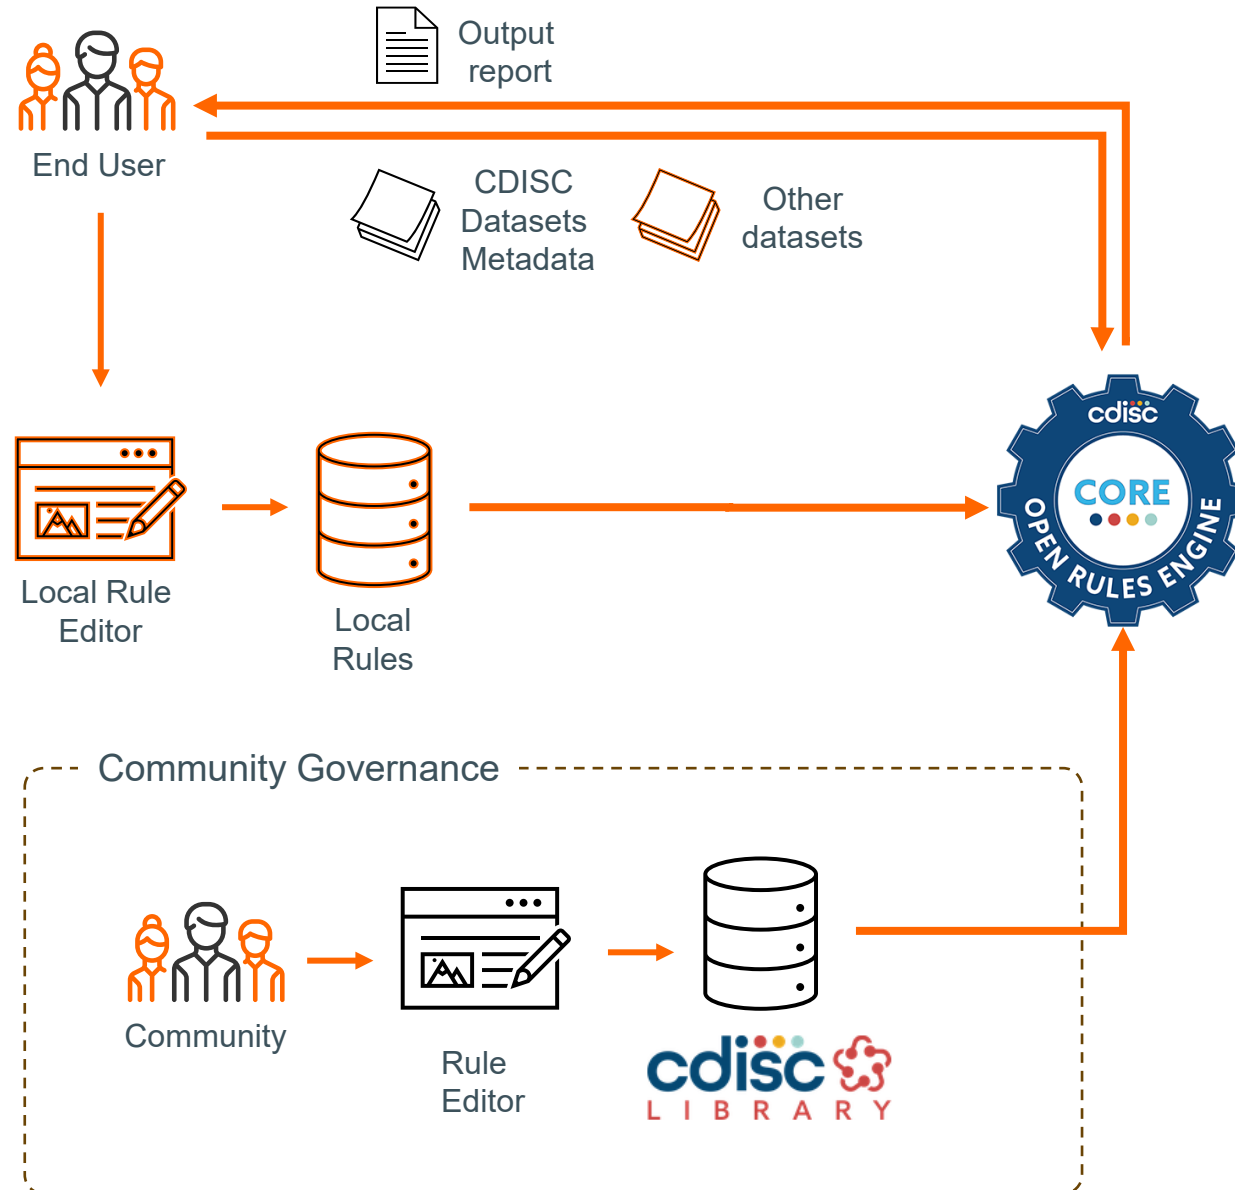 Output
report
End User
CDISC
Datasets
Metadata
Other
datasets
cdisc
CORE
OPEN RULES ENGINE
Local Rule
Editor
Local
Rules
Community Governance
Community
Rule
Editor
cdisc
LIBRARY